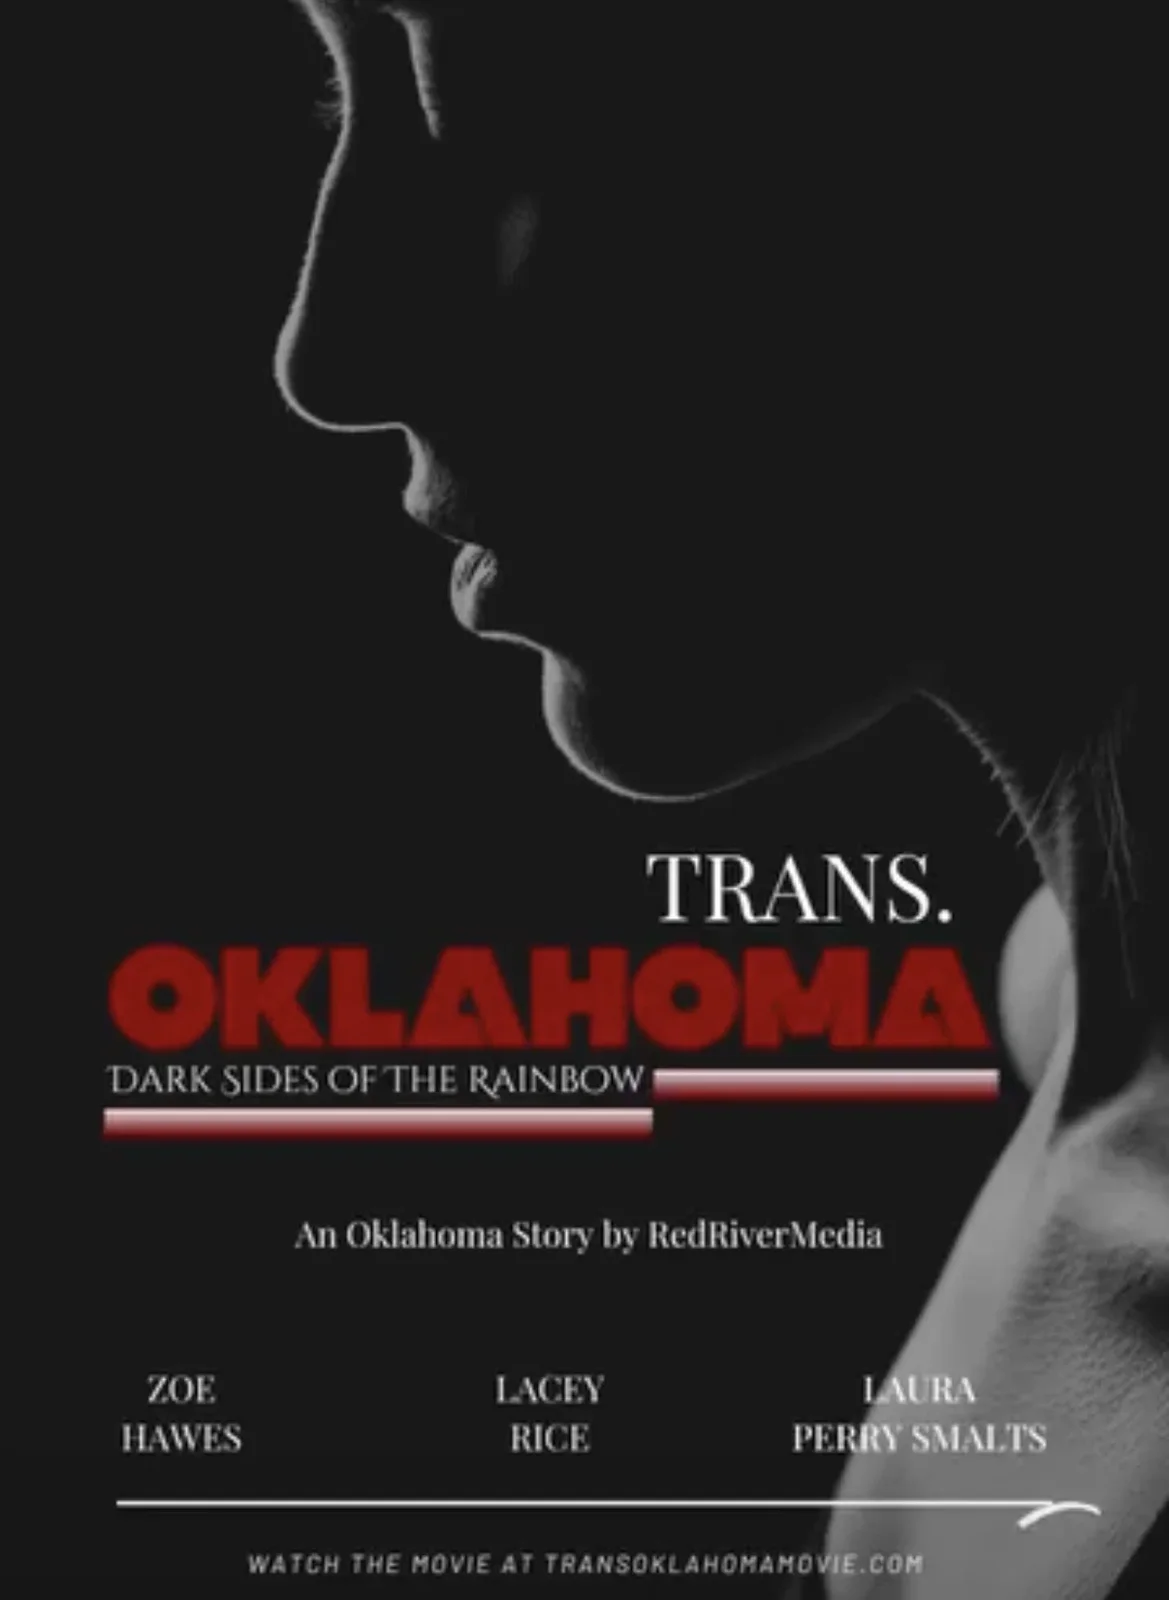 TRANS.
OKLAHOMA
DARK SIDES OF THE RAINBOW
An Oklahoma Story by RedRiverMedia
ZOE
HAWES
LACEY
RICE
LAURA
PERRY SMALTS
WATCH THE MOVIE AT TRANSOKLAHOMAMOVIE.COM